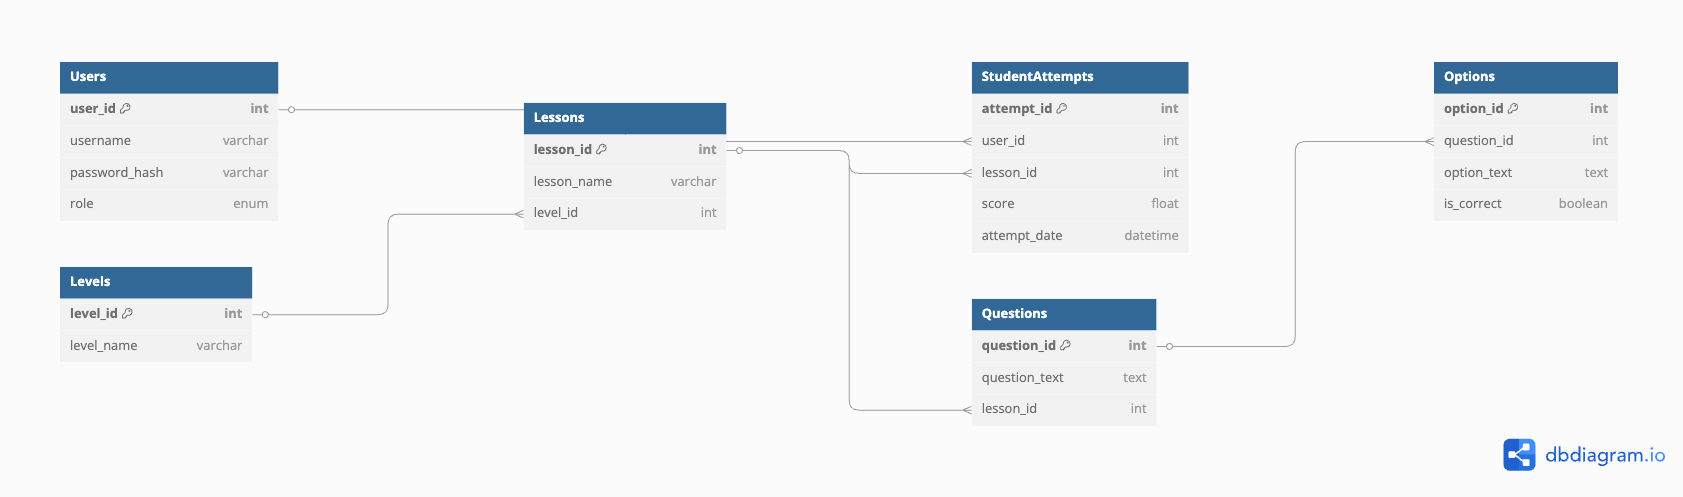 Users
user_id int
username varchar
password_hash varchar
role enum
Levels
level_id int
level_name varchar
Lessons
lesson_id int
lesson_name varchar
level_id int
StudentAttempts
attempt_id int
user_id int
lesson_id int
score float
attempt_date datetime
Questions
question_id int
question_text text
lesson_id int
Options
option_id int
question_id int
option_text text
is_correct boolean
dbdiagram.io